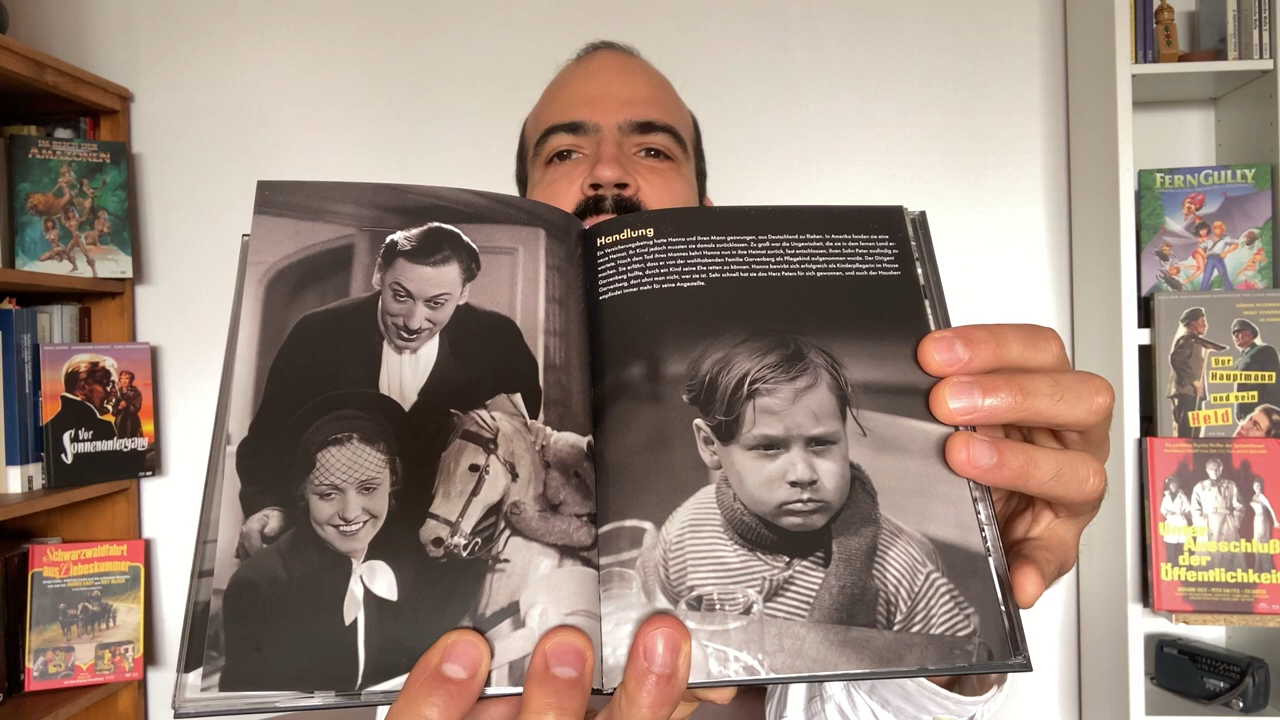 IM REICH DER
AMAZONEN
Vor
Sonnenuntergang
Schwarzwaldfahrt
aus Liebeskummer
Handlung
Ein Versicherungsbetrug hatte Hanna und ihren Mann gezwungen, aus Deutschland zu fliehen. In Amerika fanden sie eine
neue Heimat, ihr Kind jedoch mussten sie damals zurücklassen. Zu groß war die Ungewissheit, die sie in dem fernen Land er-
wartete. Nach dem Tod ihres Mannes kehrt Hanna nun in ihre Heimat zurück, fest entschlossen, ihren Sohn Peter ausfindig zu
machen. Sie erfährt, dass er von der wohlhabenden Familie Garvenberg als Pflegekind aufgenommen wurde. Der Dirigent
Garvenberg hoffte, durch ein Kind seine Ehe retten zu können. Hanna bewirbt sich erfolgreich als Kinderpflegerin im Hause
Garvenberg, dort ahnt man nicht, wer sie ist. Sehr schnell hat sie das Herz Peters für sich gewonnen, und auch der Hausherr
empfindet immer mehr für seine Angestellte.
FERNGULLY
Der
Hauptmann
und sein
Held
Unter
Ausschluß
der
Öffentlichkeit